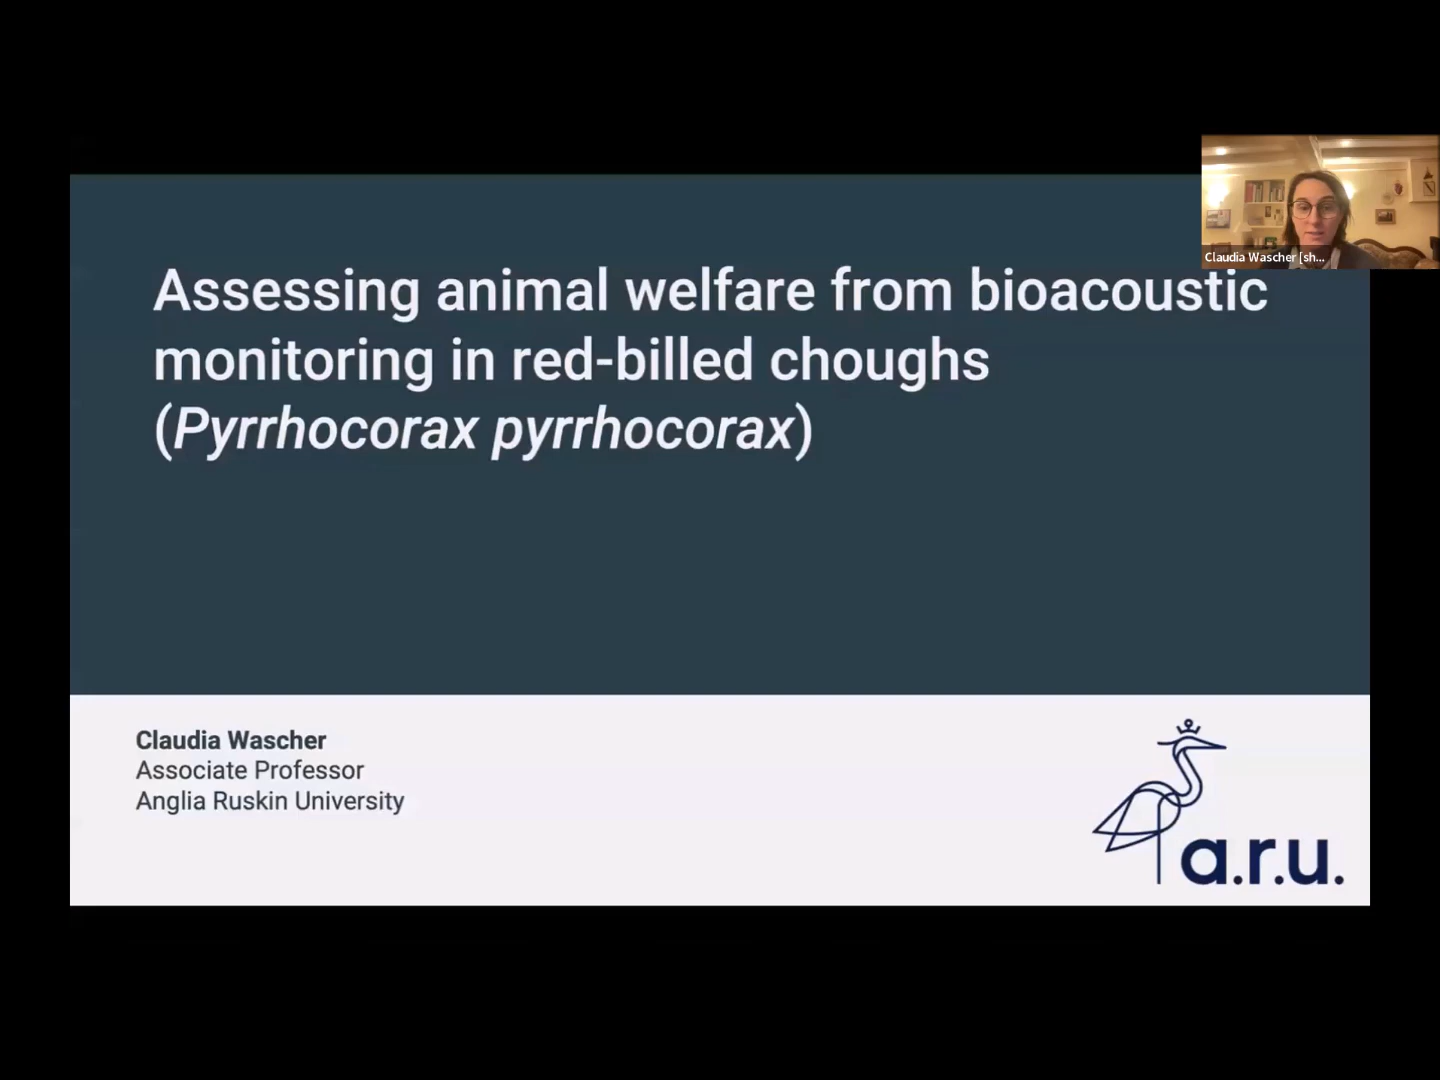 Assessing animal welfare from bioacoustic
monitoring in red-billed choughs
(Pyrrhocorax pyrrhocorax)
Claudia Wascher [sh...
Claudia Wascher
Associate Professor
Anglia Ruskin University
a.r.u.